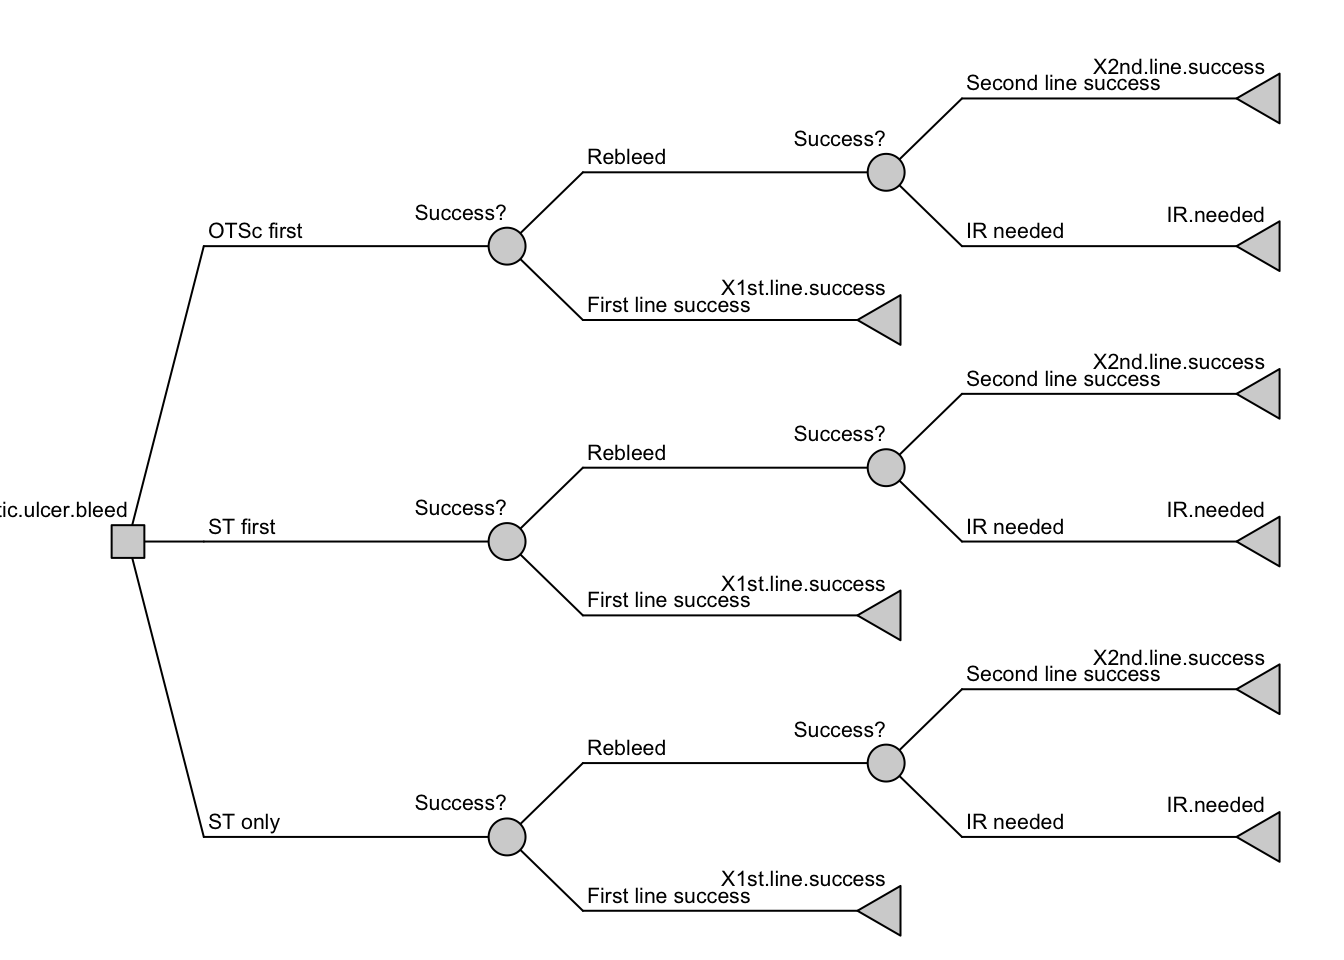 X2nd.line.success
Second line success
Success?
Rebleed
IR.needed
IR needed
Success?
OTSc first
X1st.line.success
First line success
X2nd.line.success
Second line success
Success?
Rebleed
IR.needed
IR needed
Success?
tic.ulcer.bleed
ST first
X1st.line.success
First line success
X2nd.line.success
Second line success
Success?
Rebleed
IR.needed
IR needed
Success?
ST only
X1st.line.success
First line success